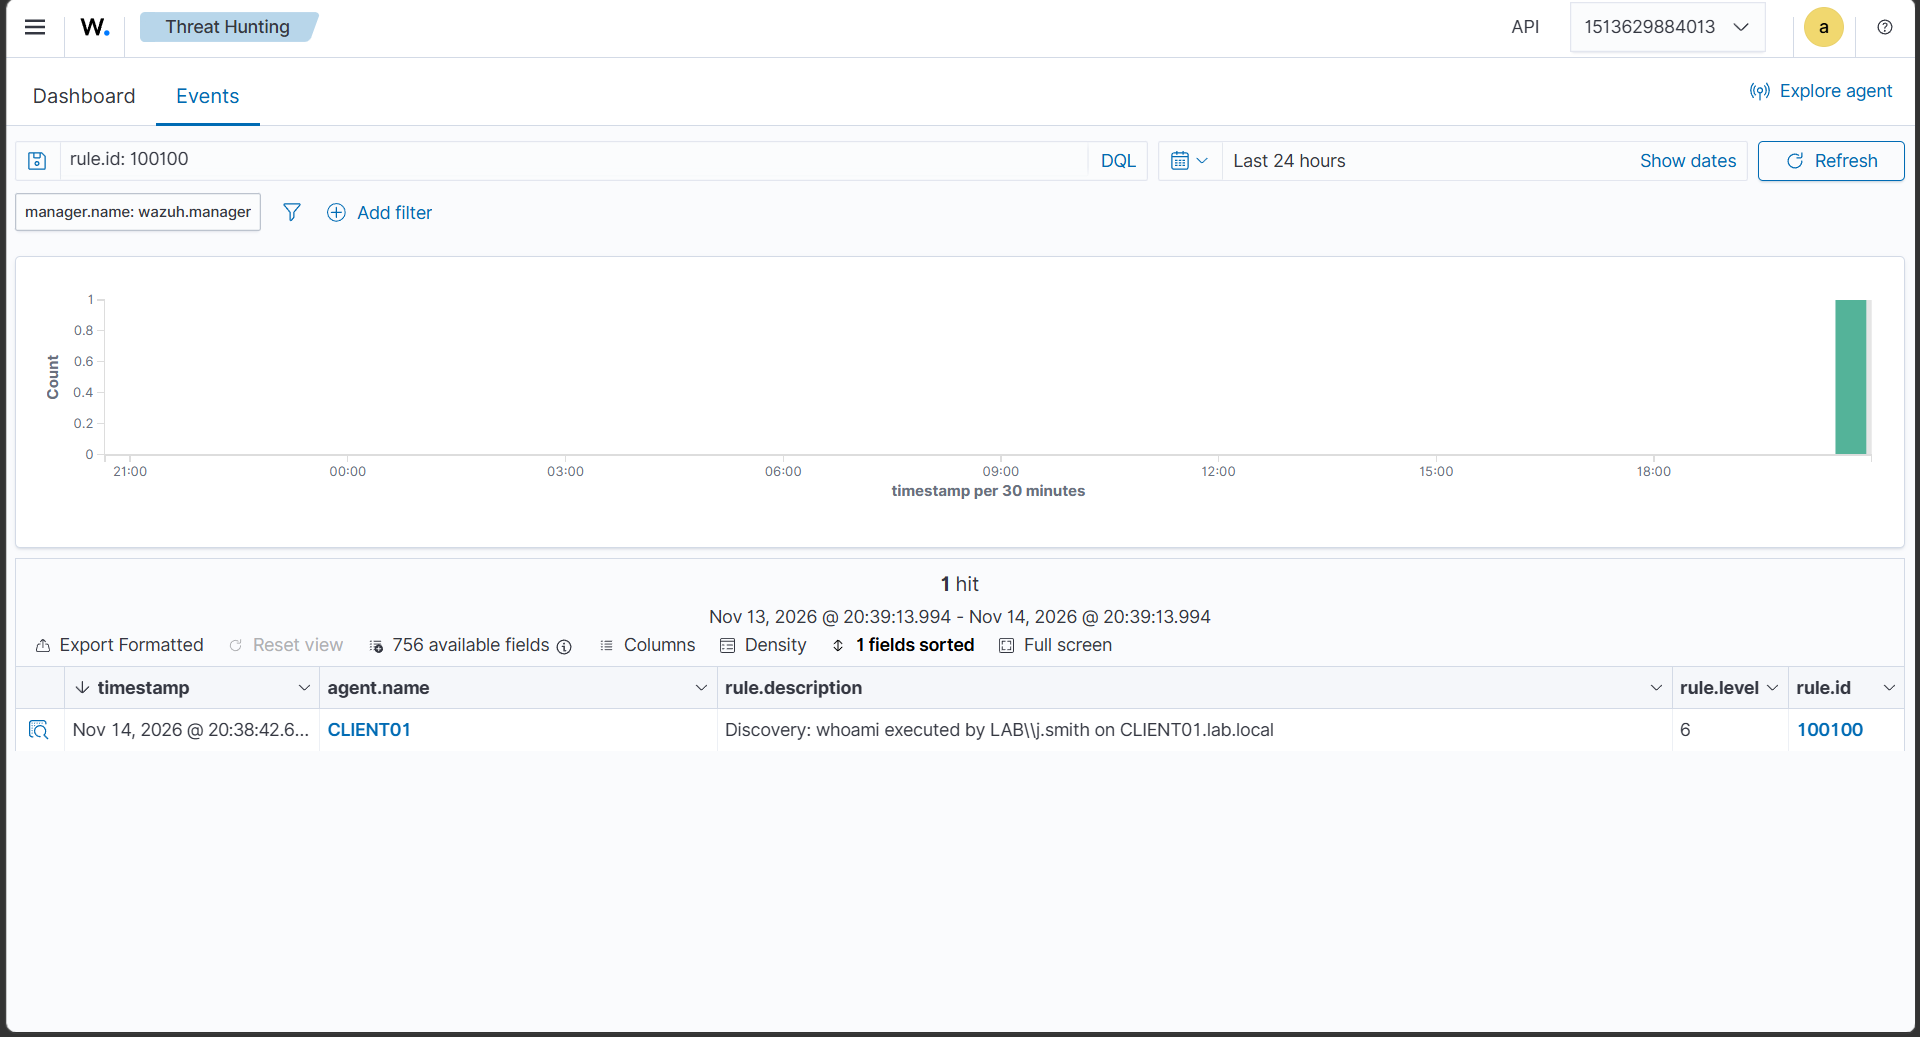 W. Threat Hunting API 1513629884013 a
Dashboard Events Explore agent
rule.id: 100100 DQL Last 24 hours Show dates Refresh
manager.name: wazuh.manager Add filter
1
0.8
0.6
0.4
0.2
0
Count
21:00 00:00 03:00 06:00 09:00 12:00 15:00 18:00
timestamp per 30 minutes
1 hit
Nov 13, 2026 @ 20:39:13.994 - Nov 14, 2026 @ 20:39:13.994
Export Formatted Reset view 756 available fields Columns Density 1 fields sorted Full screen
timestamp agent.name rule.description rule.level rule.id
Nov 14, 2026 @ 20:38:42.6... CLIENT01 Discovery: whoami executed by LAB\\j.smith on CLIENT01.lab.local 6 100100